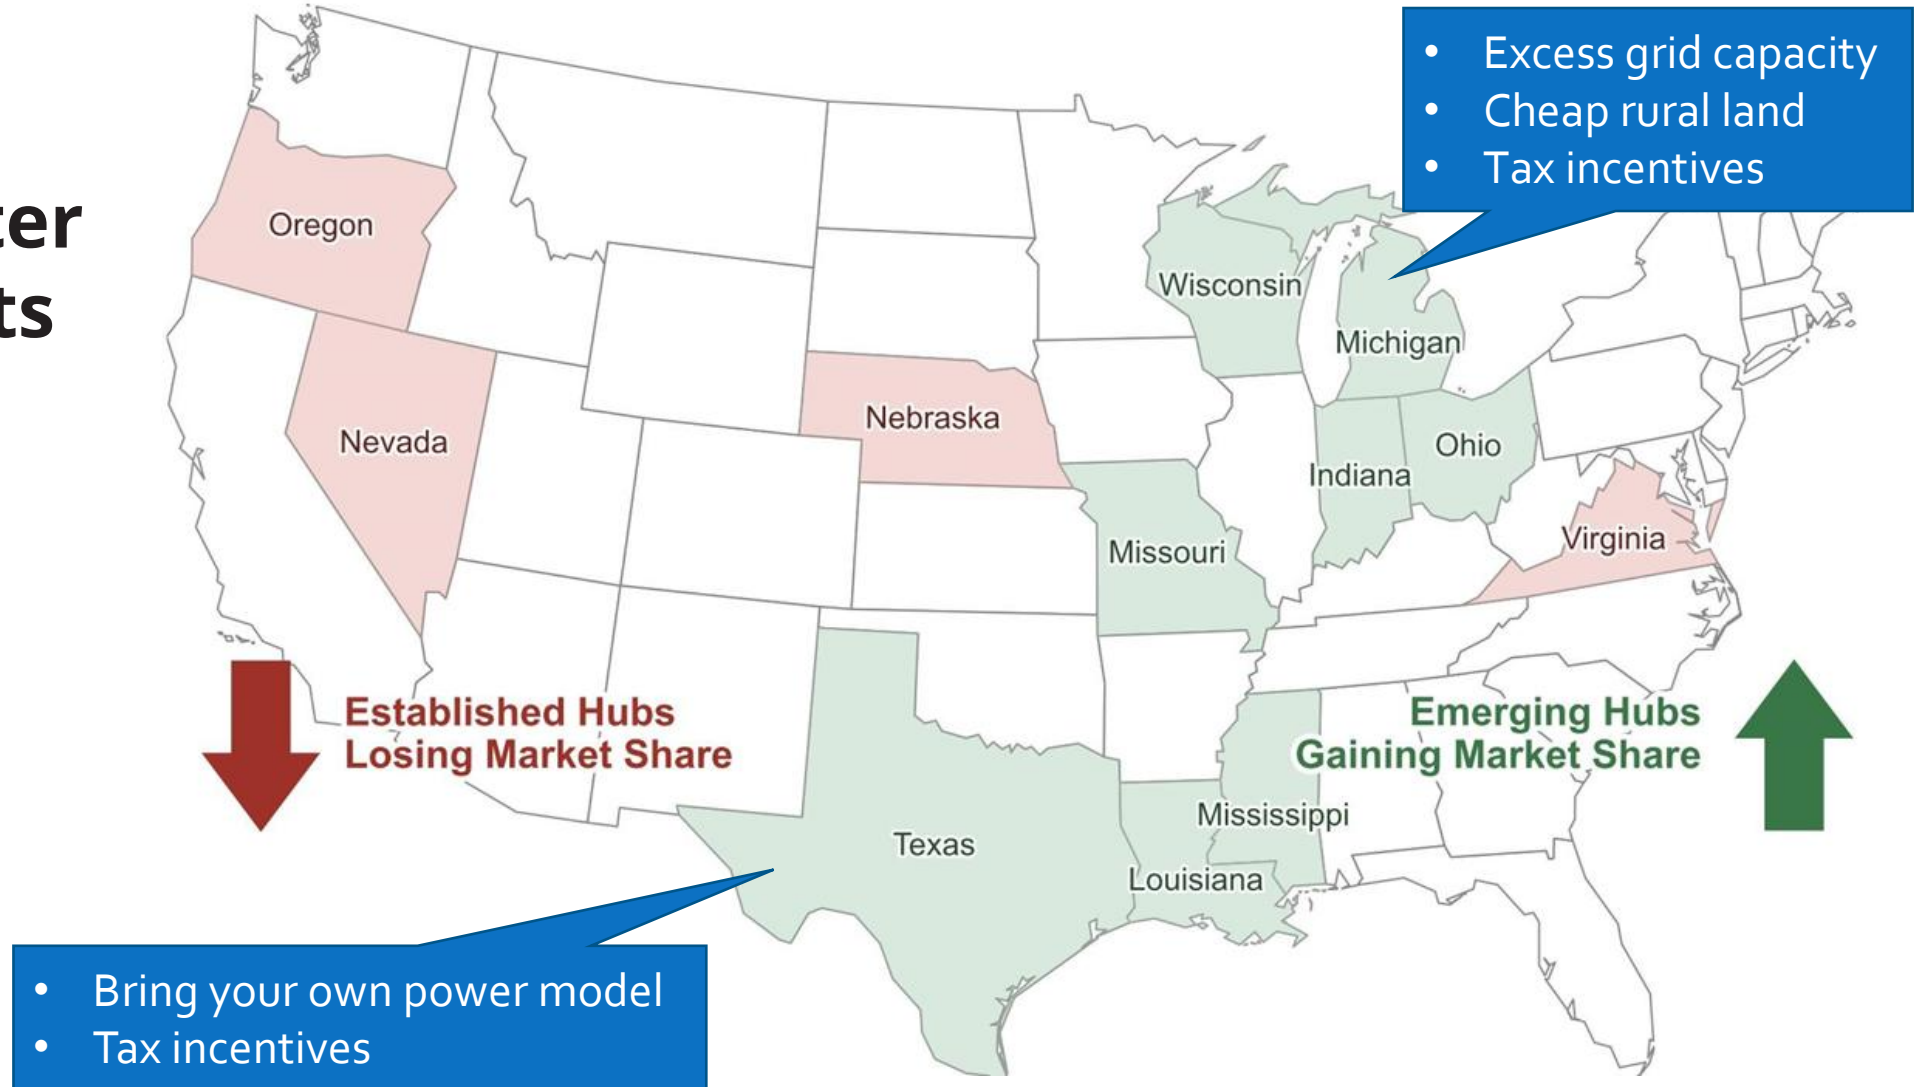 ter
ts
• Excess grid capacity
• Cheap rural land
• Tax incentives
Oregon
Wisconsin
Michigan
Nebraska
Nevada
Ohio
Indiana
Virginia
Missouri
Established Hubs
Losing Market Share
Emerging Hubs
Gaining Market Share
Mississippi
Texas
Louisiana
• Bring your own power model
• Tax incentives